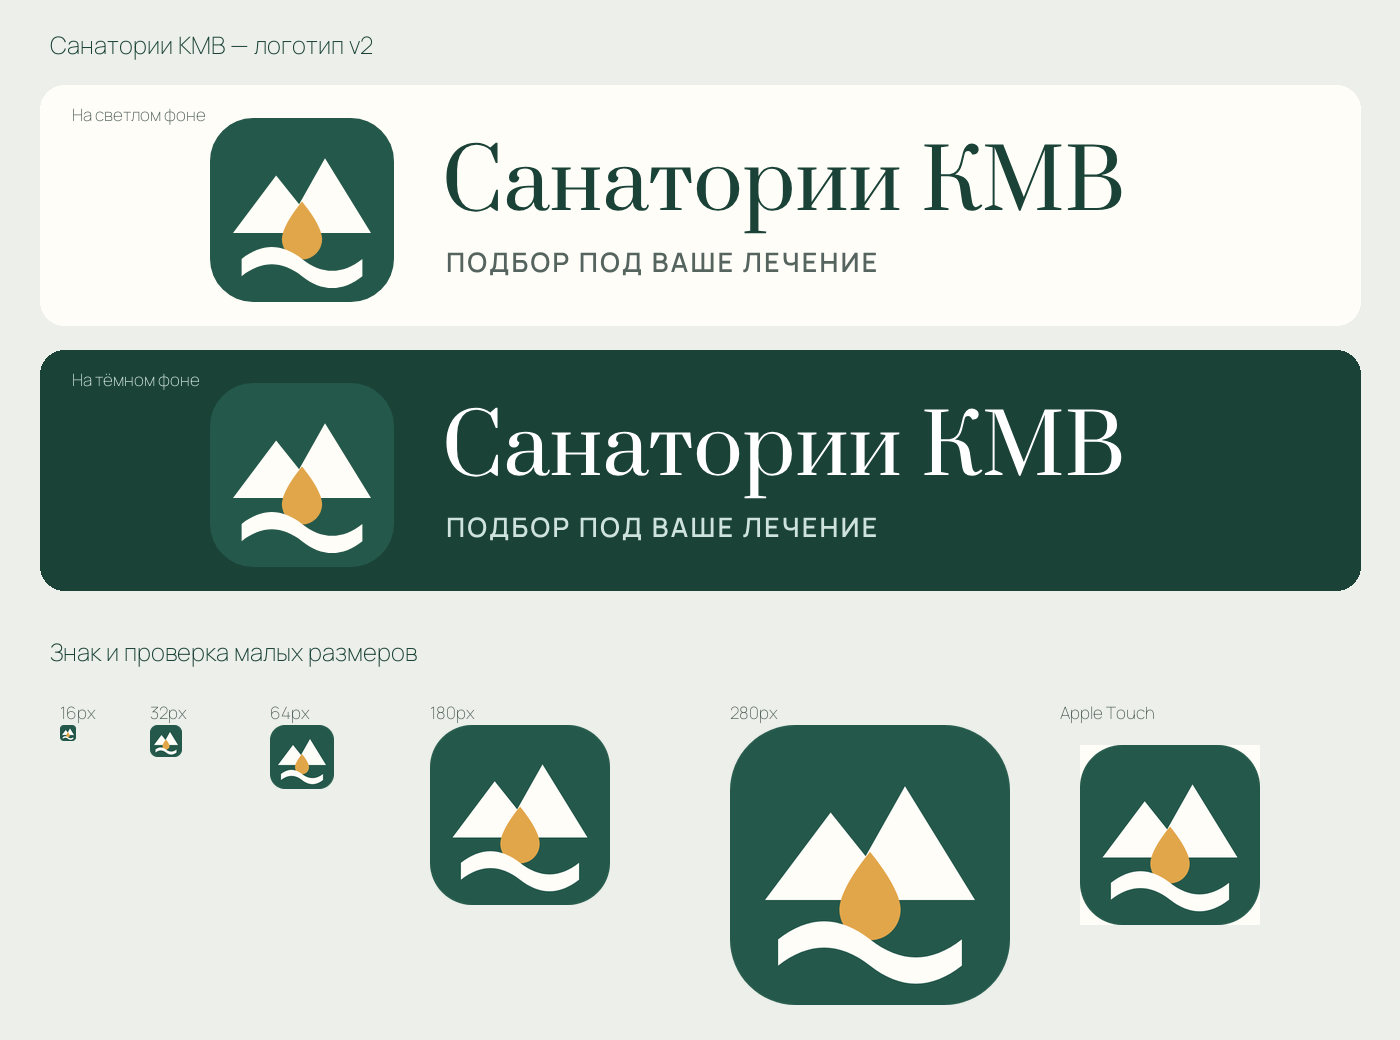 Санатории КМВ — логотип v2
На светлом фоне
Санатории КМВ
ПОДБОР ПОД ВАШЕ ЛЕЧЕНИЕ
На тёмном фоне
Санатории КМВ
ПОДБОР ПОД ВАШЕ ЛЕЧЕНИЕ
Знак и проверка малых размеров
16px 32px 64px 180px 280px Apple Touch